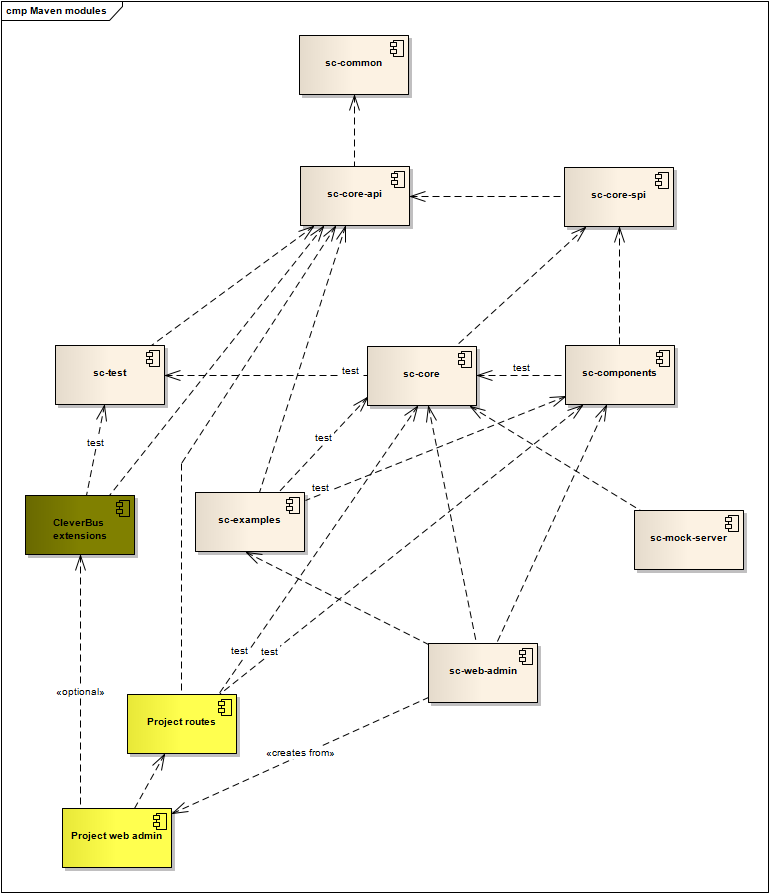 cmp Maven modules
sc-common
sc-core-api
sc-core-spi
sc-test
test
sc-core
test
sc-components
test
test
test
CleverBus
extensions
sc-examples
sc-mock-server
test
test
sc-web-admin
«optional»
Project routes
«creates from»
Project web admin